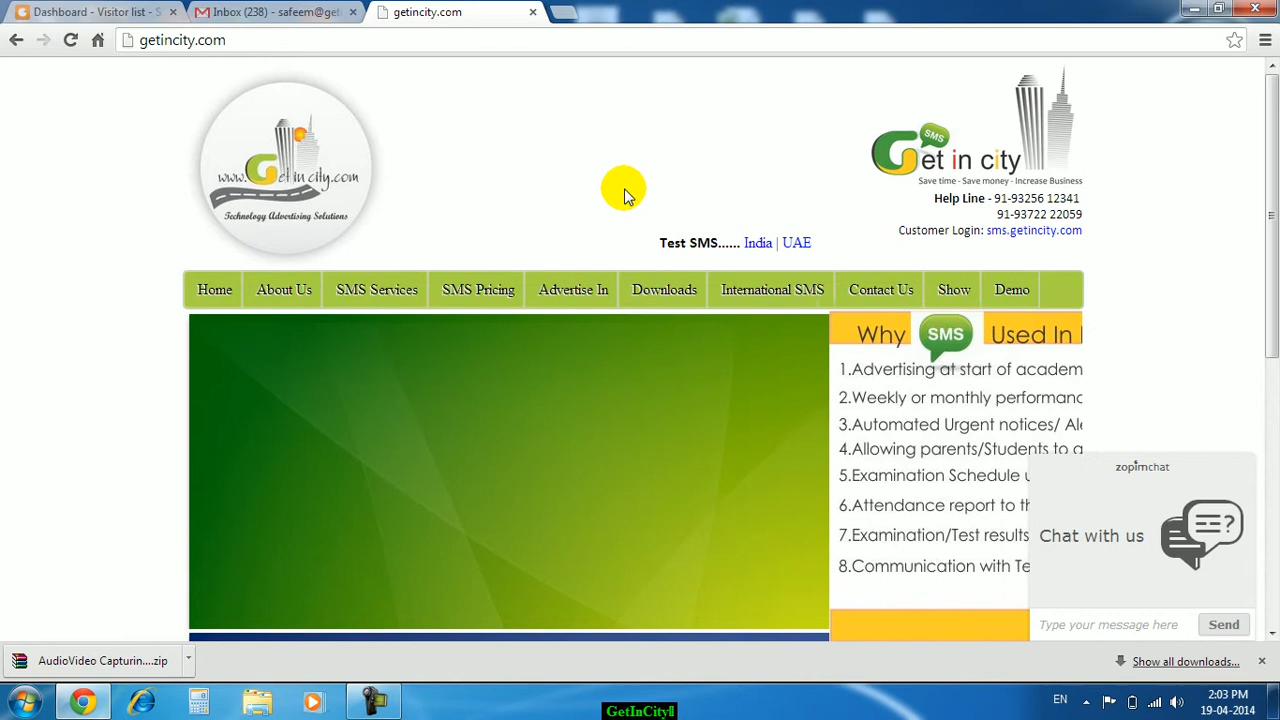 Dashboard - Visitor list - S
Inbox (238) - safeem@get
getincity.com
getincity.com
www.Get in city.com
Technology Advertising Solutions
SMS
Get in city
Save time - Save money - Increase Business
Help Line - 91-93256 12341
91-93722 22059
Customer Login: sms.getincity.com
Test SMS...... India | UAE
Home
About Us
SMS Services
SMS Pricing
Advertise In
Downloads
International SMS
Contact Us
Show
Demo
Why SMS Used In
1.Advertising at start of academ
2.Weekly or monthly performanc
3.Automated Urgent notices/ Ale
4.Allowing parents/Students to a
5.Examination Schedule u
6.Attendance report to th
7.Examination/Test results
8.Communication with Te
zopimchat
Chat with us
Type your message here
Send
AudioVideo Capturin....zip
Show all downloads...
EN
2:03 PM
19-04-2014
GetInCity